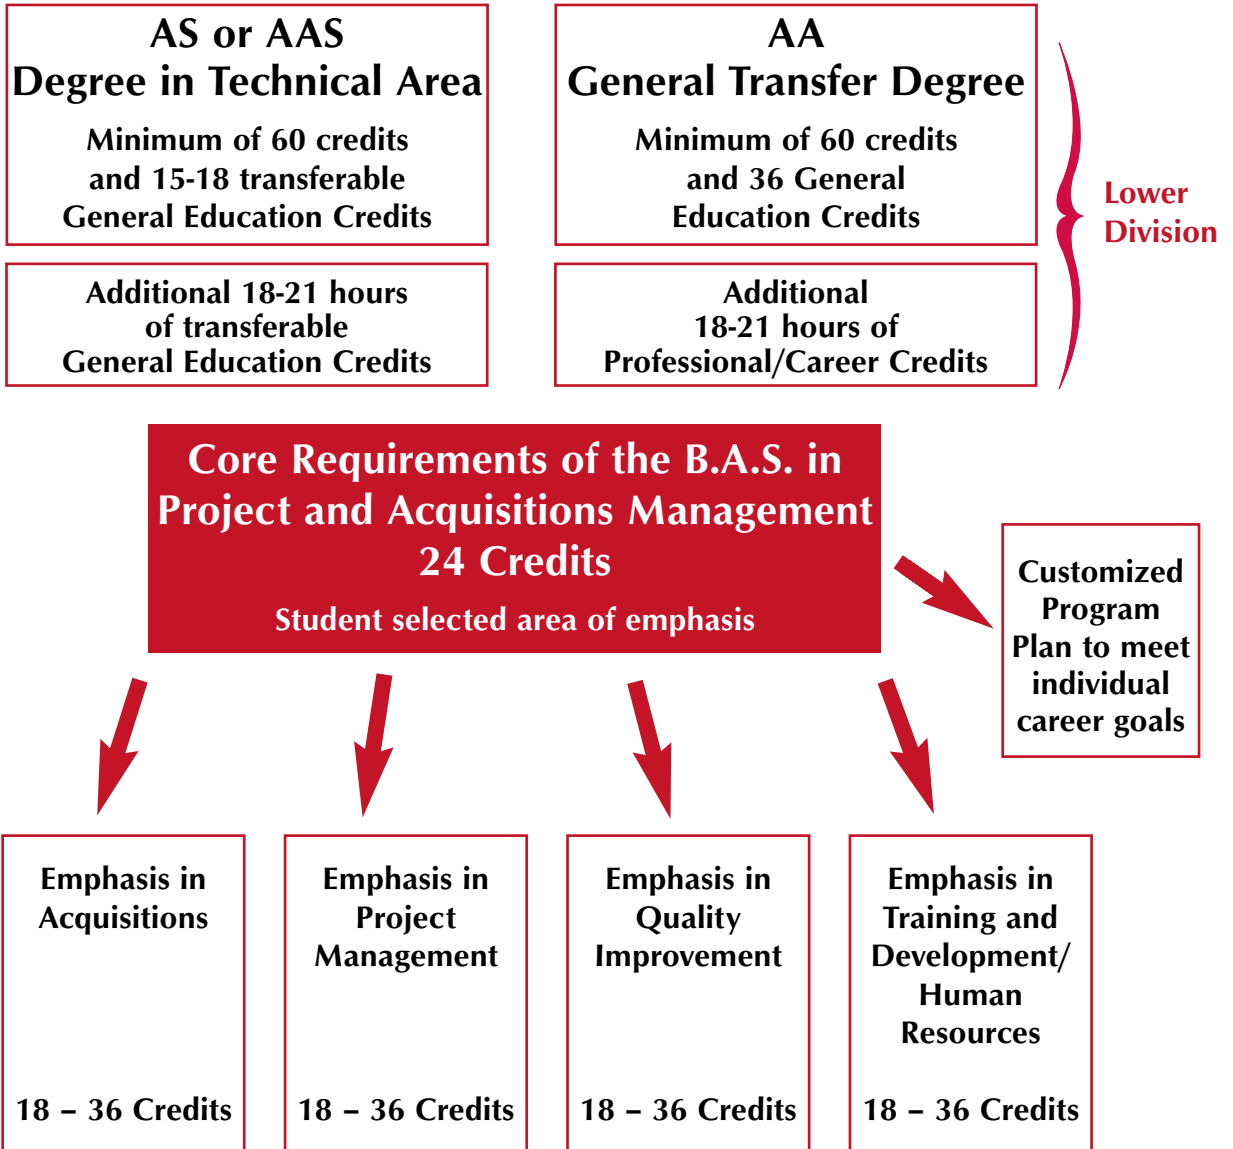 AS or AAS
Degree in Technical Area
Minimum of 60 credits
and 15-18 transferable
General Education Credits
AA
General Transfer Degree
Minimum of 60 credits
and 36 General
Education Credits
Lower
Division
Additional 18-21 hours
of transferable
General Education Credits
Additional
18-21 hours of
Professional/Career Credits
Core Requirements of the B.A.S. in
Project and Acquisitions Management
24 Credits
Student selected area of emphasis
Customized
Program
Plan to meet
individual
career goals
Emphasis in
Acquisitions
18 – 36 Credits
Emphasis in
Project
Management
18 – 36 Credits
Emphasis in
Quality
Improvement
18 – 36 Credits
Emphasis in
Training and
Development/
Human
Resources
18 – 36 Credits